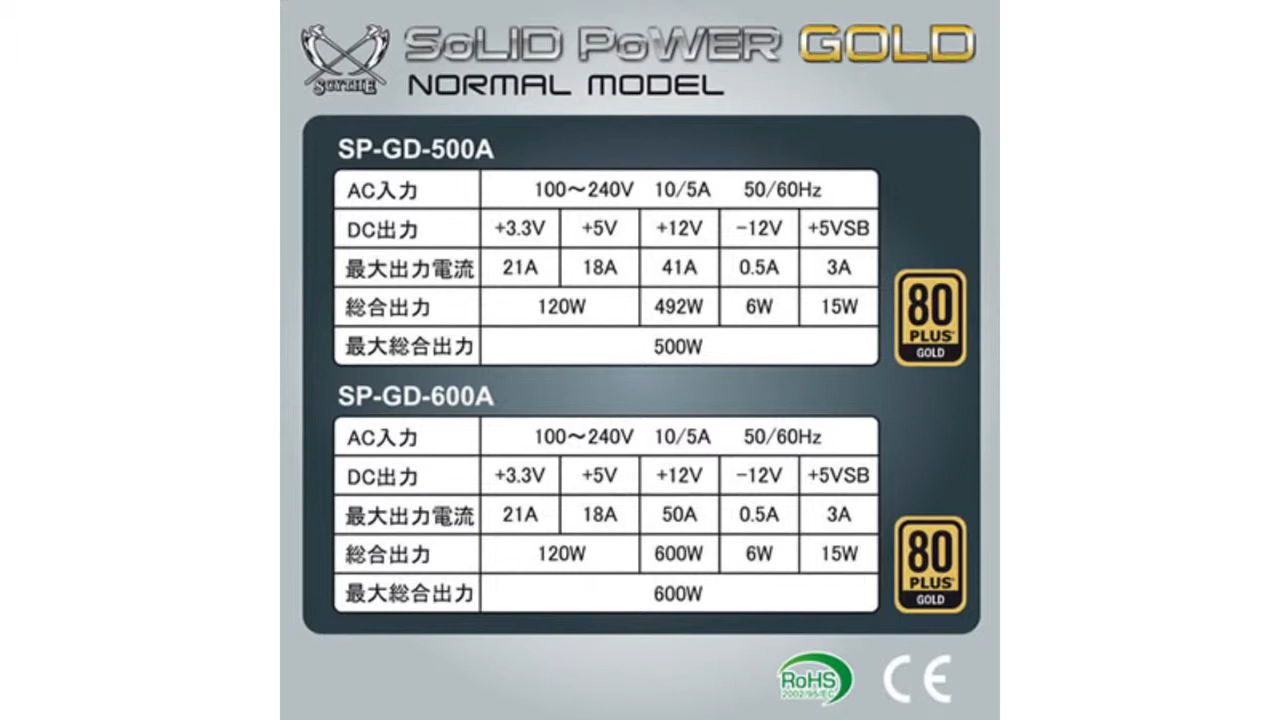 SCYTHE
SoLID PoWER GOLD
NORMAL MODEL
SP-GD-500A
AC入力 100～240V 10/5A 50/60Hz
DC出力 +3.3V +5V +12V -12V +5VSB
最大出力電流 21A 18A 41A 0.5A 3A
総合出力 120W 492W 6W 15W
最大総合出力 500W
80
PLUS
GOLD
SP-GD-600A
AC入力 100～240V 10/5A 50/60Hz
DC出力 +3.3V +5V +12V -12V +5VSB
最大出力電流 21A 18A 50A 0.5A 3A
総合出力 120W 600W 6W 15W
最大総合出力 600W
80
PLUS
GOLD
RoHS
2002/95/EC
CE